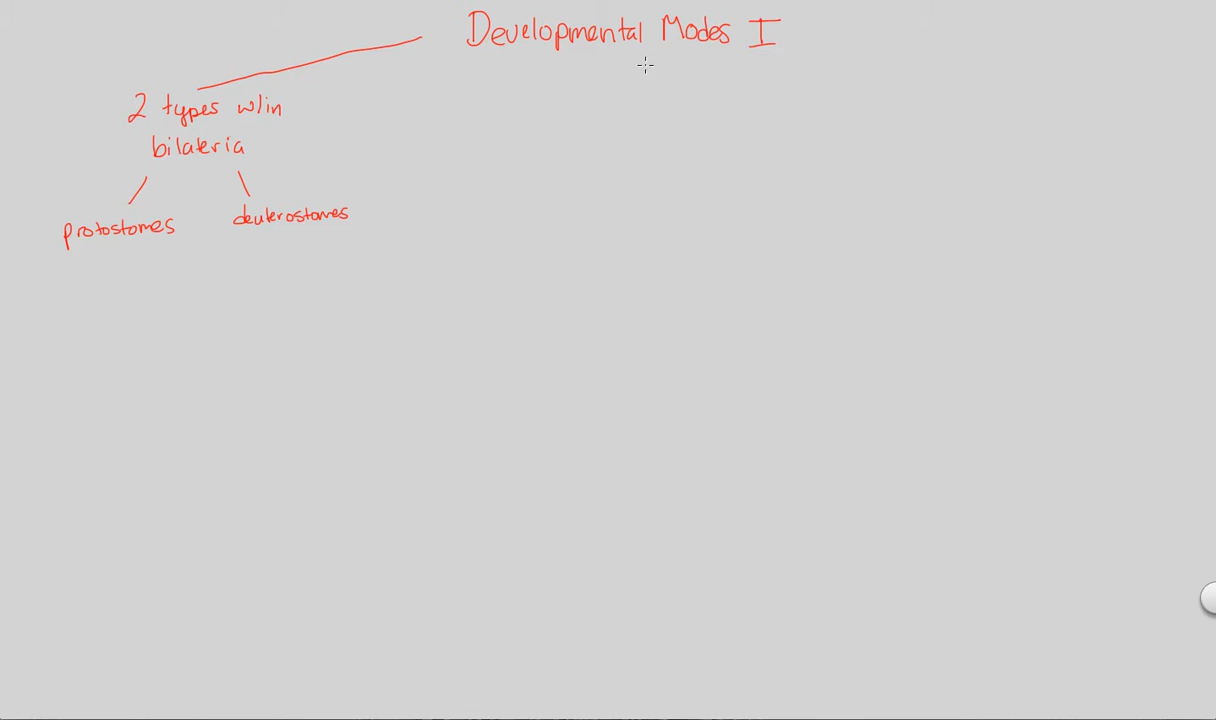 Developmental Modes I
2 types w/in
bilateria
protostomes
deuterostomes